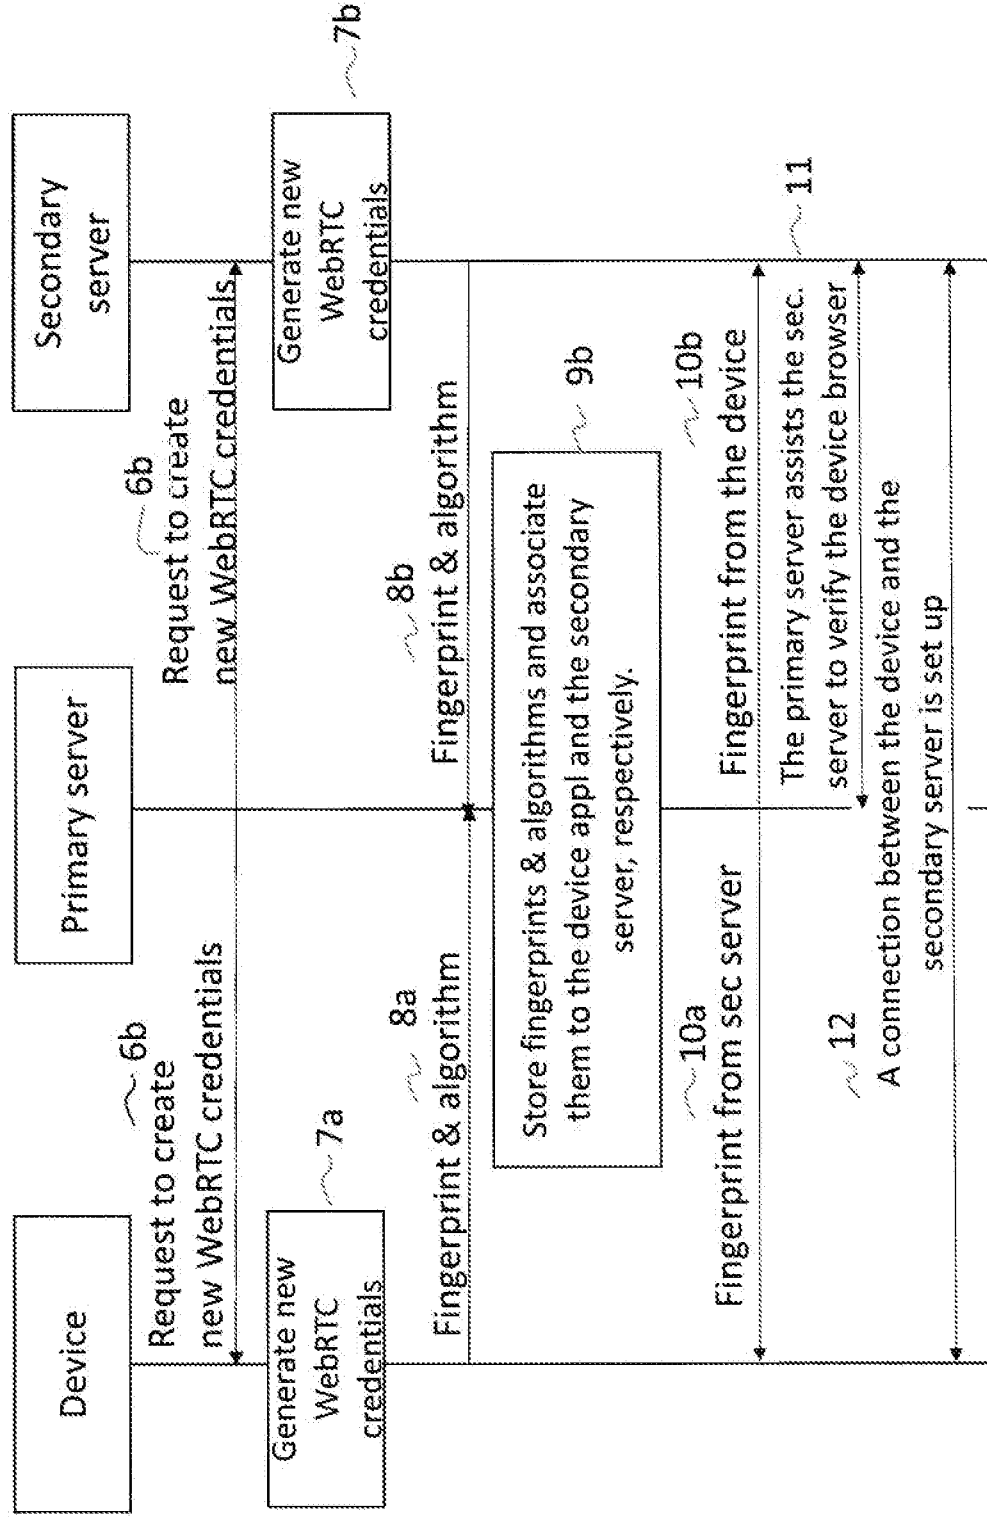 Device
Primary server
Secondary
server
6b
Request to create
new WebRTC credentials
6b
Request to create
new WebRTC credentials
Generate new
WebRTC
credentials
7a
Generate new
WebRTC
credentials
7b
8a
Fingerprint & algorithm
8b
Fingerprint & algorithm
Store fingerprints & algorithms and associate
them to the device appl and the secondary
server, respectively.
9b
10a
Fingerprint from sec server
10b
Fingerprint from the device
11
The primary server assists the sec.
server to verify the device browser
12
A connection between the device and the
secondary server is set up